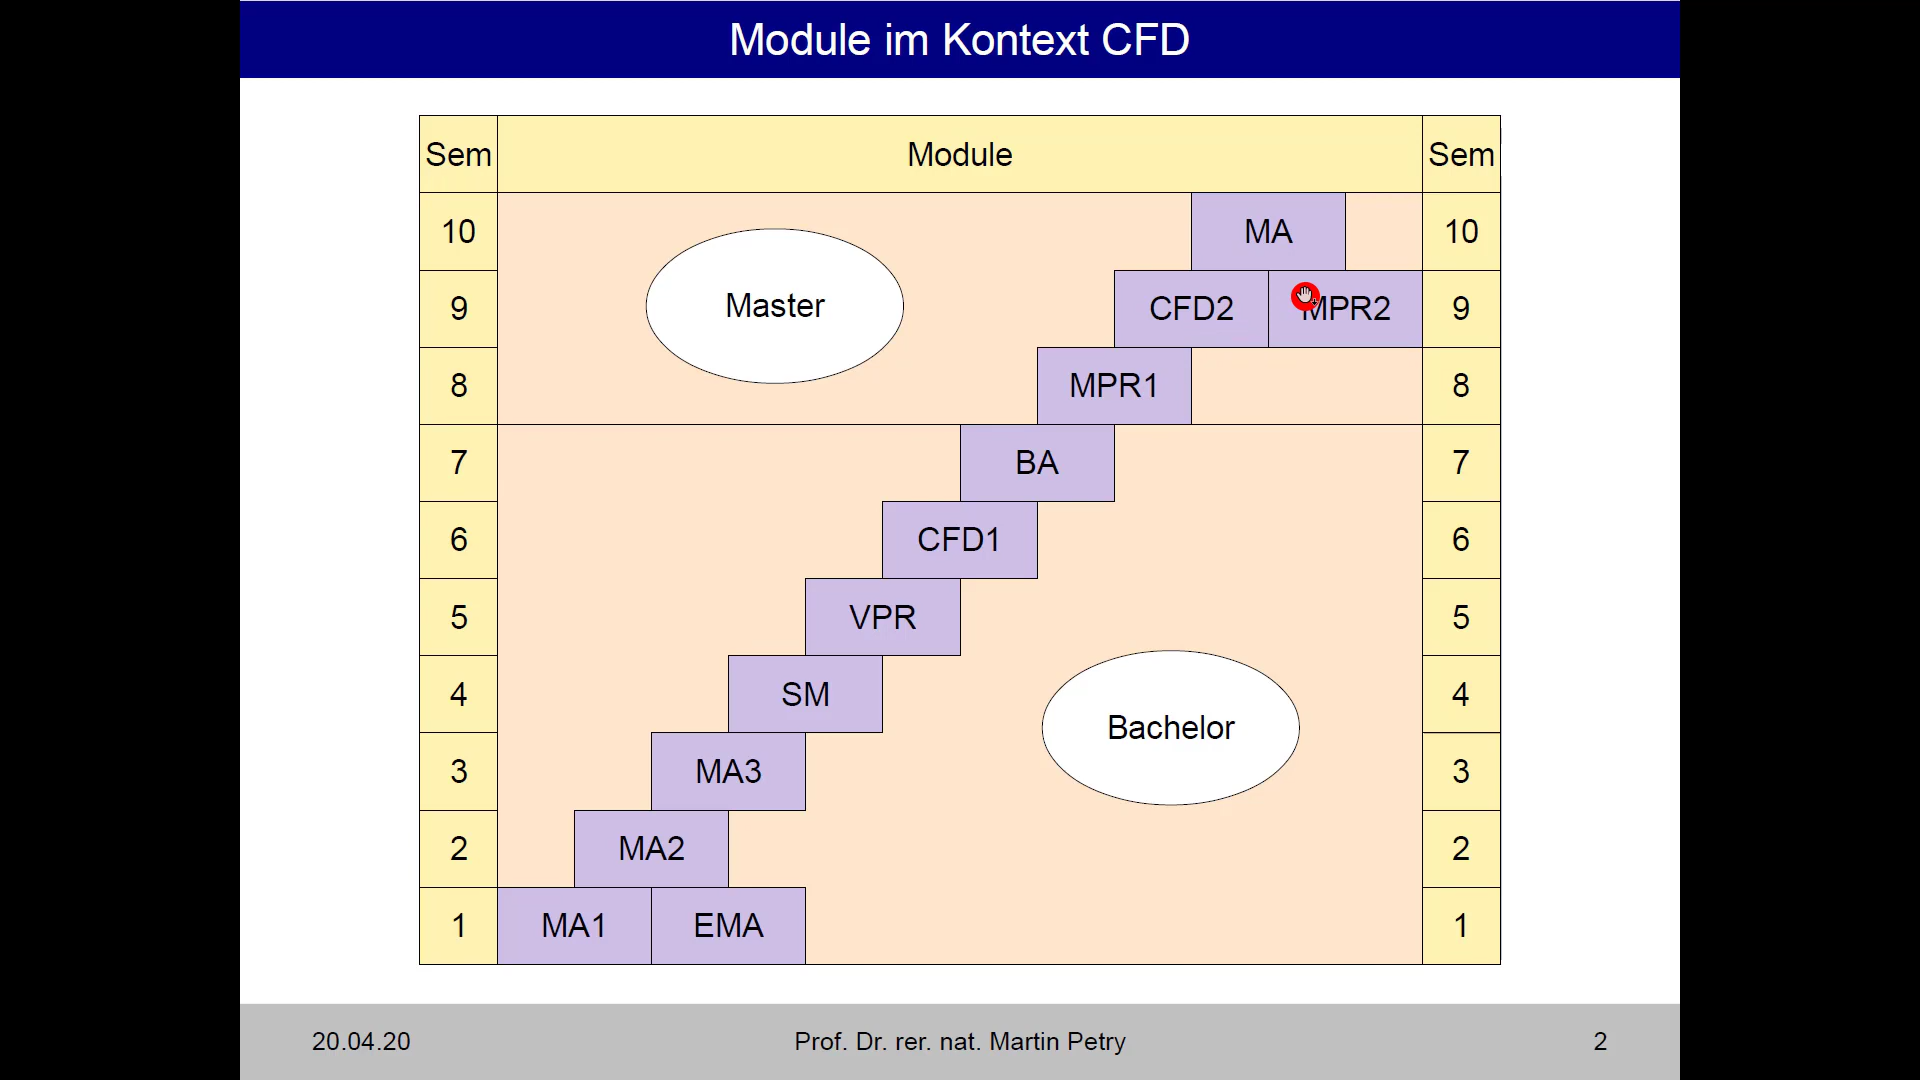 Module im Kontext CFD
Sem Module Sem
10 MA 10
Master
9 CFD2 MPR2 9
8 MPR1 8
7 BA 7
6 CFD1 6
5 VPR 5
4 SM 4
Bachelor
3 MA3 3
2 MA2 2
1 MA1 EMA 1
20.04.20 Prof. Dr. rer. nat. Martin Petry 2